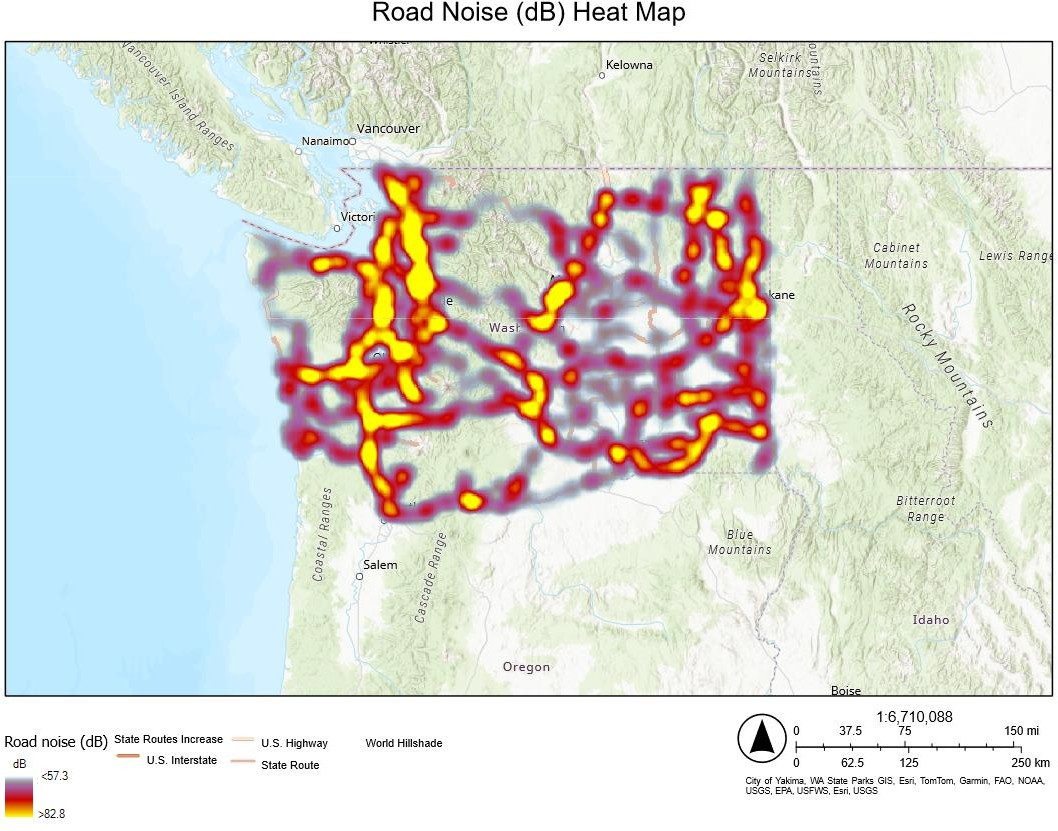 Road Noise (dB) Heat Map
Kelowna
Selkirk
Mountains
ountains
Vancouver Island Ranges
Vancouver
Nanaimo
Victori
Cabinet
Mountains
Lewis Range
kane
e
Wash
n
Rocky Mountains
Bitterroot
Range
Blue
Mountains
Coastal Ranges
Cascade Range
Salem
Idaho
Oregon
Boise
1:6,710,088
0 37.5 75 150 mi
0 62.5 125 250 km
Road noise (dB)
dB
<57.3
>82.8
State Routes Increase
U.S. Interstate
U.S. Highway
State Route
World Hillshade
City of Yakima, WA State Parks GIS, Esri, TomTom, Garmin, FAO, NOAA,
USGS, EPA, USFWS, Esri, USGS